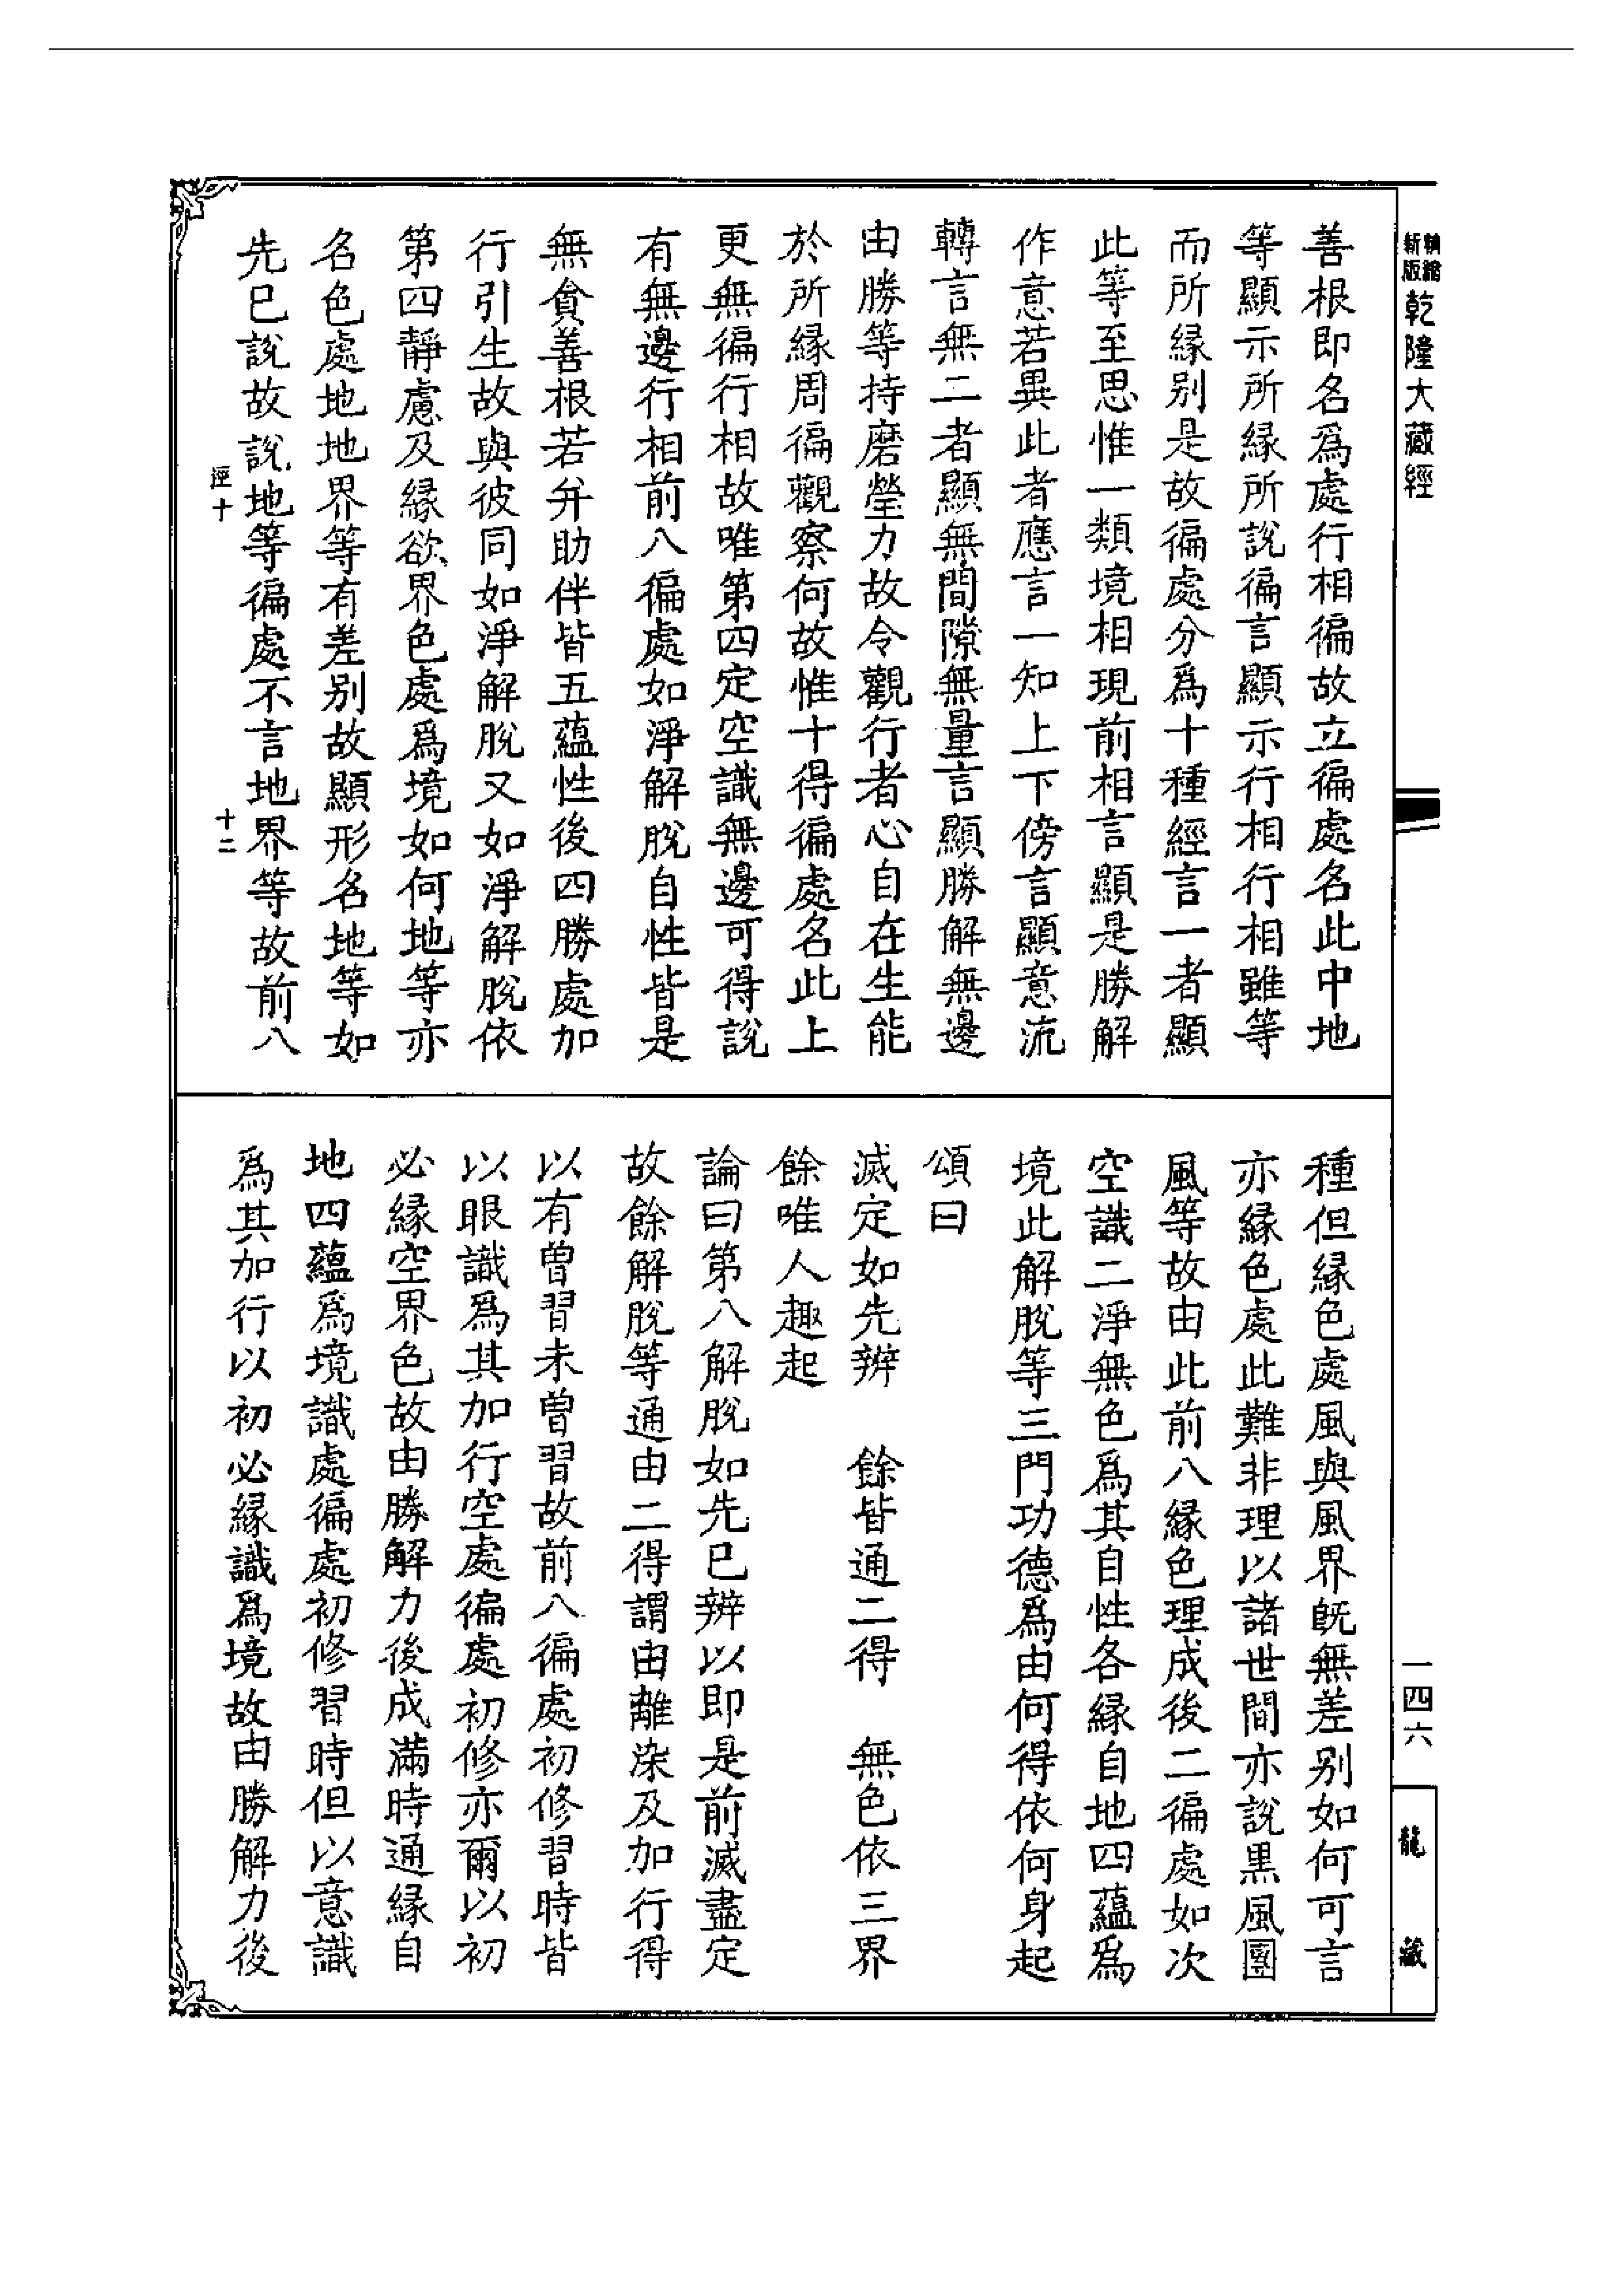 精縮新版乾隆大藏經
善根即名爲處行相徧故立徧處名此中地
等顯示所縁所說徧言顯示行相行相雖等
而所縁别是故徧處分爲十種經言一者顯
此等至思惟一類境相現前相言顯是勝解
作意若異此者應言一知上下傍言顯意流
轉言無二者顯無間隙無量言顯勝解無邊
由勝等持磨瑩力故令觀行者心自在生能
於所縁周徧觀察何故惟十得徧處名此上
更無徧行相故唯第四定空識無邊可得說
有無邊行相前八徧處如淨解脫自性皆是
無貪善根若并助伴皆五蘊性後四勝處加
行引生故與彼同如淨解脫又如淨解脫依
第四靜慮及縁欲界色處爲境如何地等亦
名色處地地界等有差别故顯形名地等如
先巳說故說地等徧處不言地界等故前八
逕十 十二
種但縁色處風與風界旣無差别如何可言
亦縁色處此難非理以諸世間亦說黒風團
風等故由此前八縁色理成後二徧處如次
空識二淨無色爲其自性各縁自地四蘊爲
境此解脫等三門功德爲由何得依何身起
頌曰
滅定如先辨 餘皆通二得 無色依三界
餘唯人趣起
論曰第八解脫如先巳辨以即是前滅盡定
故餘解脫等通由二得謂由離染及加行得
以有曾習未曾習故前八徧處初修習時皆
以眼識爲其加行空處徧處初修亦爾以初
必縁空界色故由勝解力後成滿時通縁自
地四蘊爲境識處徧處初修習時但以意識
爲其加行以初必縁識爲境故由勝解力後
一四六
龍藏